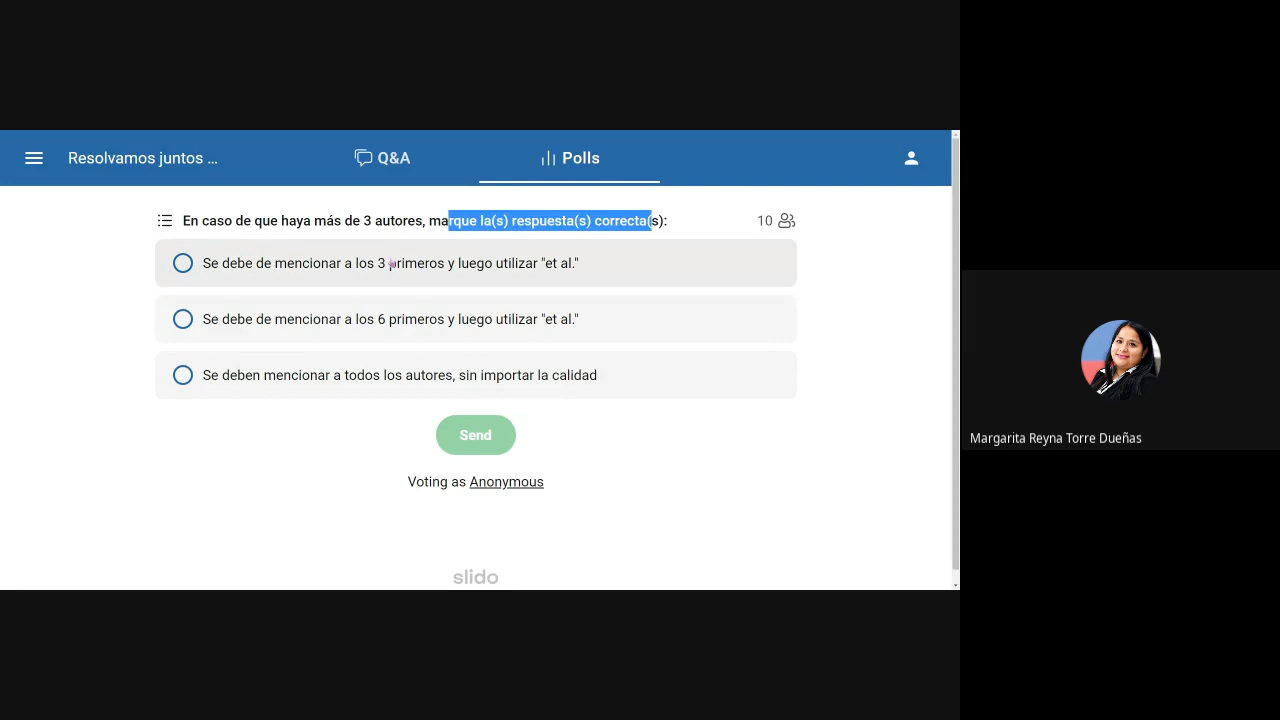 Resolvamos juntos ...
Q&A
Polls
En caso de que haya más de 3 autores, marque la(s) respuesta(s) correcta(s):
10
Se debe de mencionar a los 3 primeros y luego utilizar "et al."
Se debe de mencionar a los 6 primeros y luego utilizar "et al."
Se deben mencionar a todos los autores, sin importar la calidad
Send
Voting as Anonymous
slido
Margarita Reyna Torre Dueñas